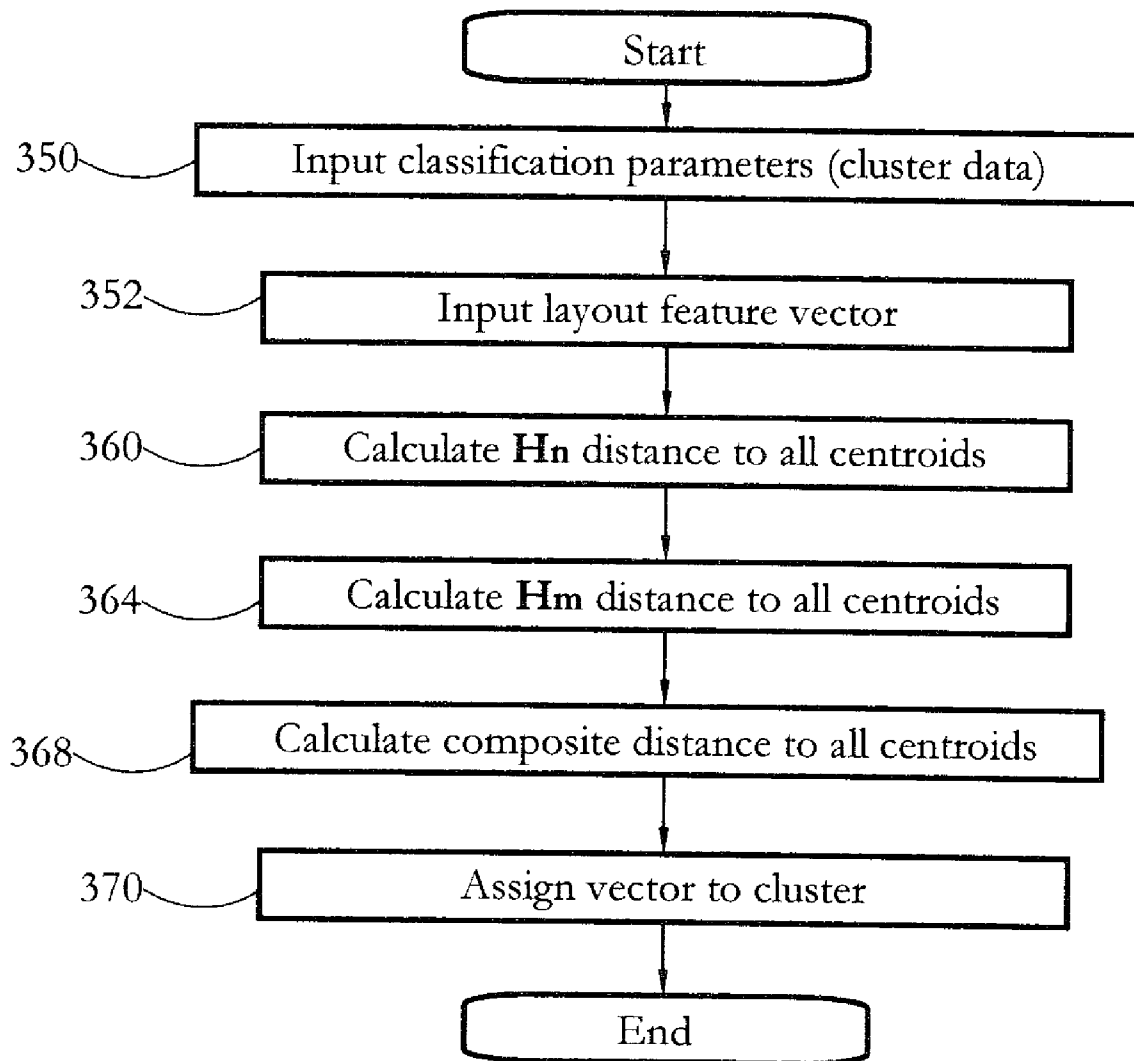 Start
350 Input classification parameters (cluster data)
352 Input layout feature vector
360 Calculate Hn distance to all centroids
364 Calculate Hm distance to all centroids
368 Calculate composite distance to all centroids
370 Assign vector to cluster
End